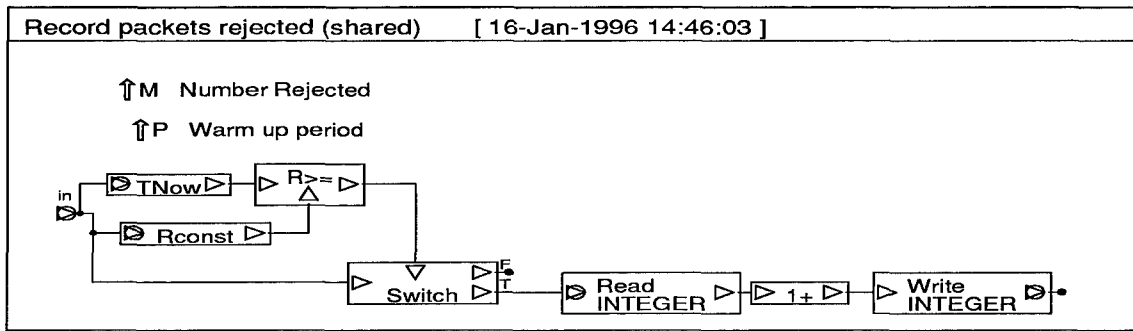 Record packets rejected (shared) [ 16-Jan-1996 14:46:03 ]
⇧M Number Rejected
⇧P Warm up period
in
TNow
R>=
Rconst
Switch
F
T
Read
INTEGER
1+
Write
INTEGER